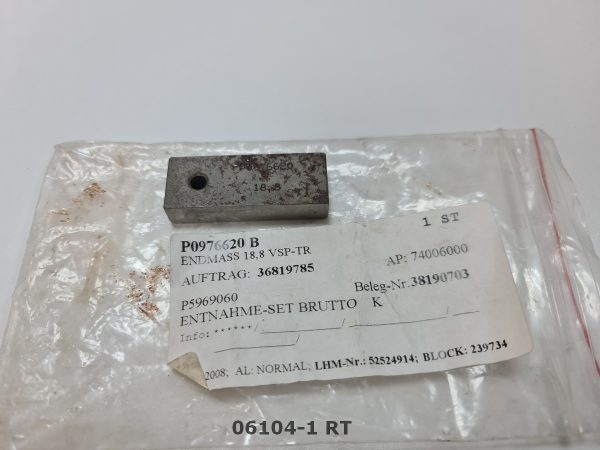 18,8
1 ST
P0976620 B
ENDMASS 18,8 VSP-TR
AP: 74006000
AUFTRAG: 36819785
Beleg-Nr.38190703
P5969060
ENTNAHME-SET BRUTTO K
Info: ******/
2008; AL: NORMAL; LHM-Nr.: 52524914; BLOCK: 239734
06104-1 RT